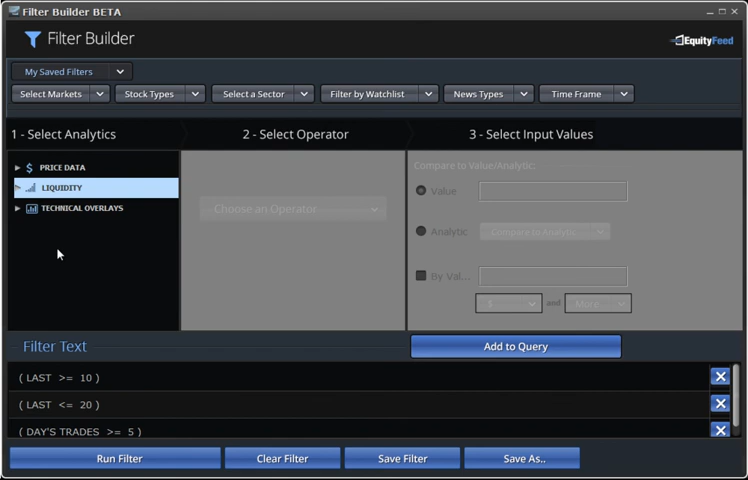 Filter Builder BETA
Filter Builder
EquityFeed
My Saved Filters
Select Markets Stock Types Select a Sector Filter by Watchlist News Types Time Frame
1 - Select Analytics 2 - Select Operator 3 - Select Input Values
$ PRICE DATA
LIQUIDITY
TECHNICAL OVERLAYS
Choose an Operator
Compare to Value/Analytic:
Value
Analytic Compare to Analytic
By Val...
$ and More
Filter Text
Add to Query
( LAST >= 10 )
( LAST <= 20 )
( DAY'S TRADES >= 5 )
Run Filter Clear Filter Save Filter Save As..